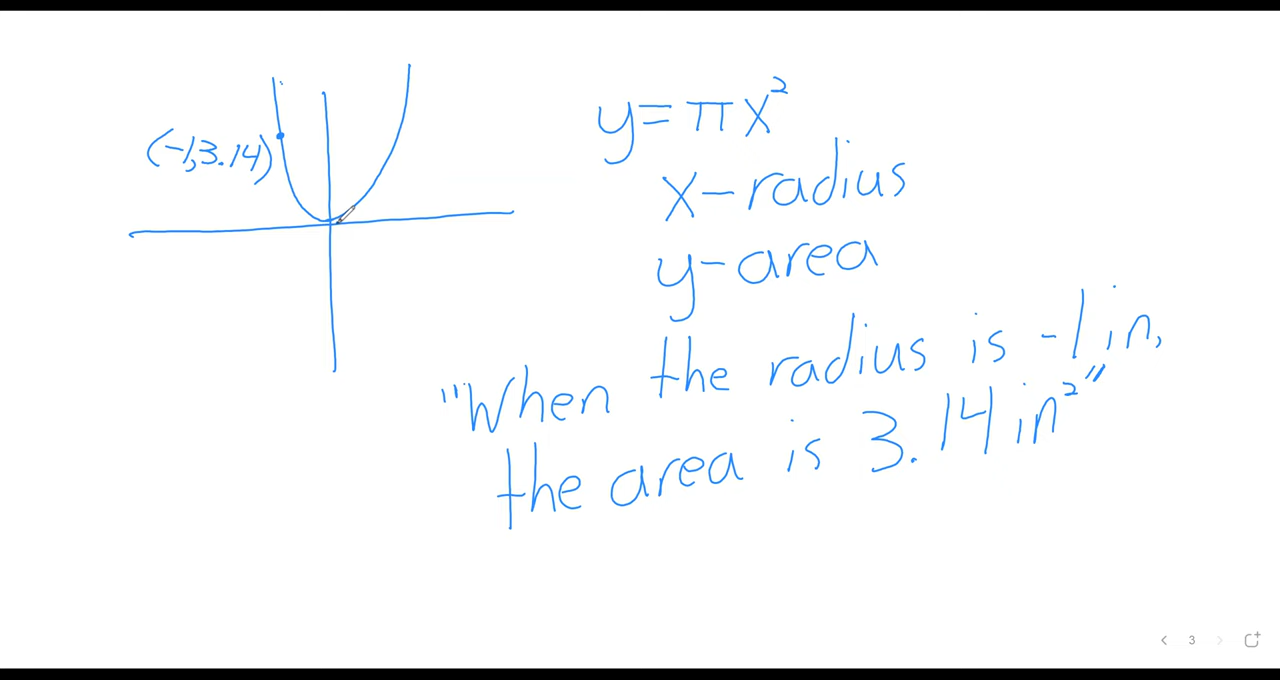 y = πx²
(-1,3.14)
x - radius
y - area
"When the radius is -1 in,
the area is 3.14 in²"
3